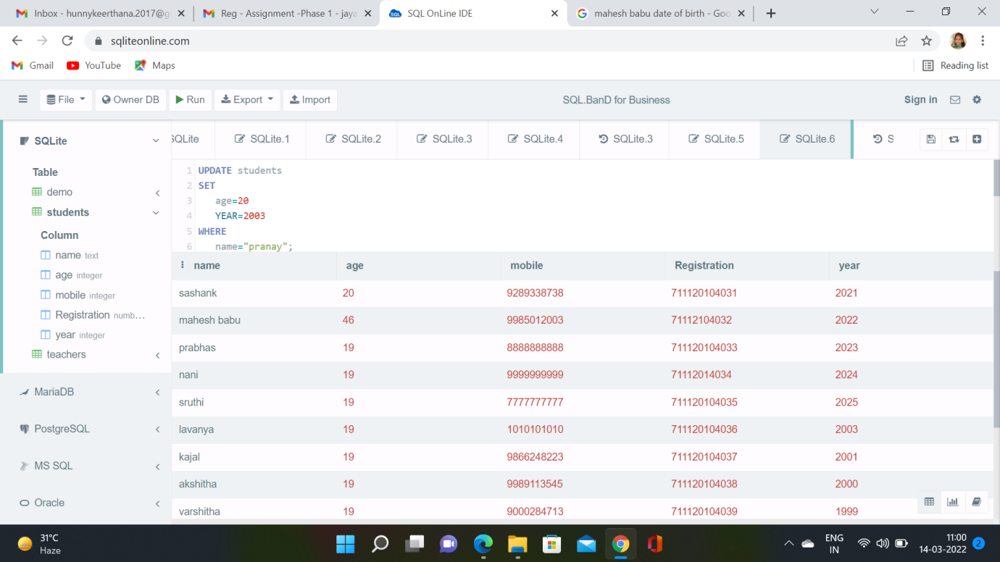 Inbox - hunnykeerthana.2017@g
Reg - Assignment -Phase 1 - jaya
SQL OnLine IDE
mahesh babu date of birth - Goo
sqliteonline.com
Gmail YouTube Maps Reading list
File Owner DB Run Export Import SQL.BanD for Business Sign in
SQLite SQLite SQLite.1 SQLite.2 SQLite.3 SQLite.4 SQLite.3 SQLite.5 SQLite.6 S
Table
demo
students
Column
name text
age integer
mobile integer
Registration numb...
year integer
teachers
MariaDB
PostgreSQL
MS SQL
Oracle
1 UPDATE students
2 SET
3 age=20
4 YEAR=2003
5 WHERE
6 name="pranay";
name age mobile Registration year
sashank 20 9289338738 711120104031 2021
mahesh babu 46 9985012003 71112104032 2022
prabhas 19 8888888888 711120104033 2023
nani 19 9999999999 71112014034 2024
sruthi 19 7777777777 711120104035 2025
lavanya 19 1010101010 711120104036 2003
kajal 19 9866248223 711120104037 2001
akshitha 19 9989113545 711120104038 2000
varshitha 19 9000284713 711120104039 1999
31°C
Haze
ENG
IN
11:00
14-03-2022
2